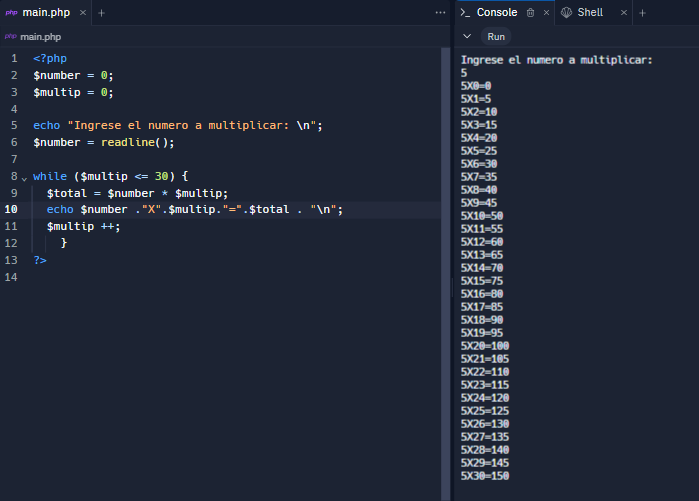 php main.php × +
php main.php
1 <?php
2 $number = 0;
3 $multip = 0;
4
5 echo "Ingrese el numero a multiplicar: \n";
6 $number = readline();
7
8 while ($multip <= 30) {
9 $total = $number * $multip;
10 echo $number ."X".$multip."=".$total . "\n";
11 $multip ++;
12 }
13 ?>
14
>_ Console × Shell × +
Run
Ingrese el numero a multiplicar:
5
5X0=0
5X1=5
5X2=10
5X3=15
5X4=20
5X5=25
5X6=30
5X7=35
5X8=40
5X9=45
5X10=50
5X11=55
5X12=60
5X13=65
5X14=70
5X15=75
5X16=80
5X17=85
5X18=90
5X19=95
5X20=100
5X21=105
5X22=110
5X23=115
5X24=120
5X25=125
5X26=130
5X27=135
5X28=140
5X29=145
5X30=150